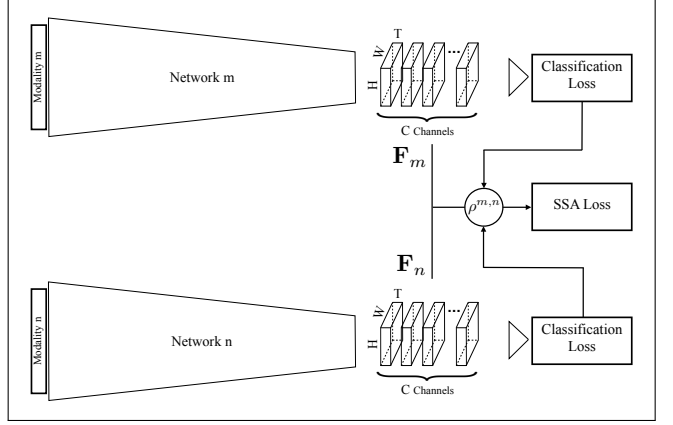 Modality m
Network m
T
W
H
...
C Channels
Classification
Loss
F_m
ρ^{m,n}
SSA Loss
F_n
Modality n
Network n
T
W
H
...
C Channels
Classification
Loss